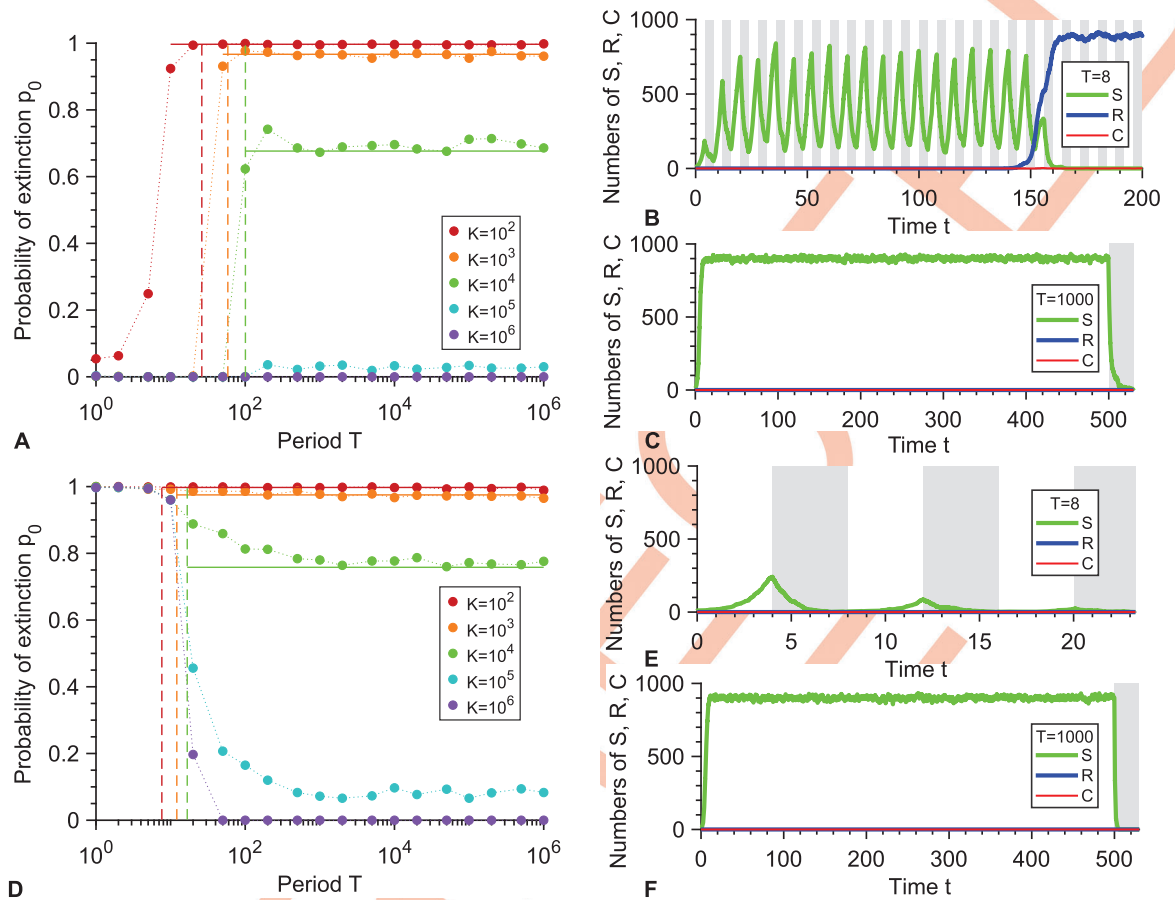 Probability of extinction p0
1
0.8
0.6
0.4
0.2
0
10^0
10^2
10^4
10^6
Period T
K=10^2
K=10^3
K=10^4
K=10^5
K=10^6
A
Numbers of S, R, C
1000
500
0
0
50
100
150
200
Time t
T=8
S
R
C
B
Numbers of S, R, C
1000
500
0
0
100
200
300
400
500
Time t
T=1000
S
R
C
C
Probability of extinction p0
1
0.8
0.6
0.4
0.2
0
10^0
10^2
10^4
10^6
Period T
K=10^2
K=10^3
K=10^4
K=10^5
K=10^6
D
Numbers of S, R, C
1000
500
0
0
5
10
15
20
Time t
T=8
S
R
C
E
Numbers of S, R, C
1000
500
0
0
100
200
300
400
500
Time t
T=1000
S
R
C
F